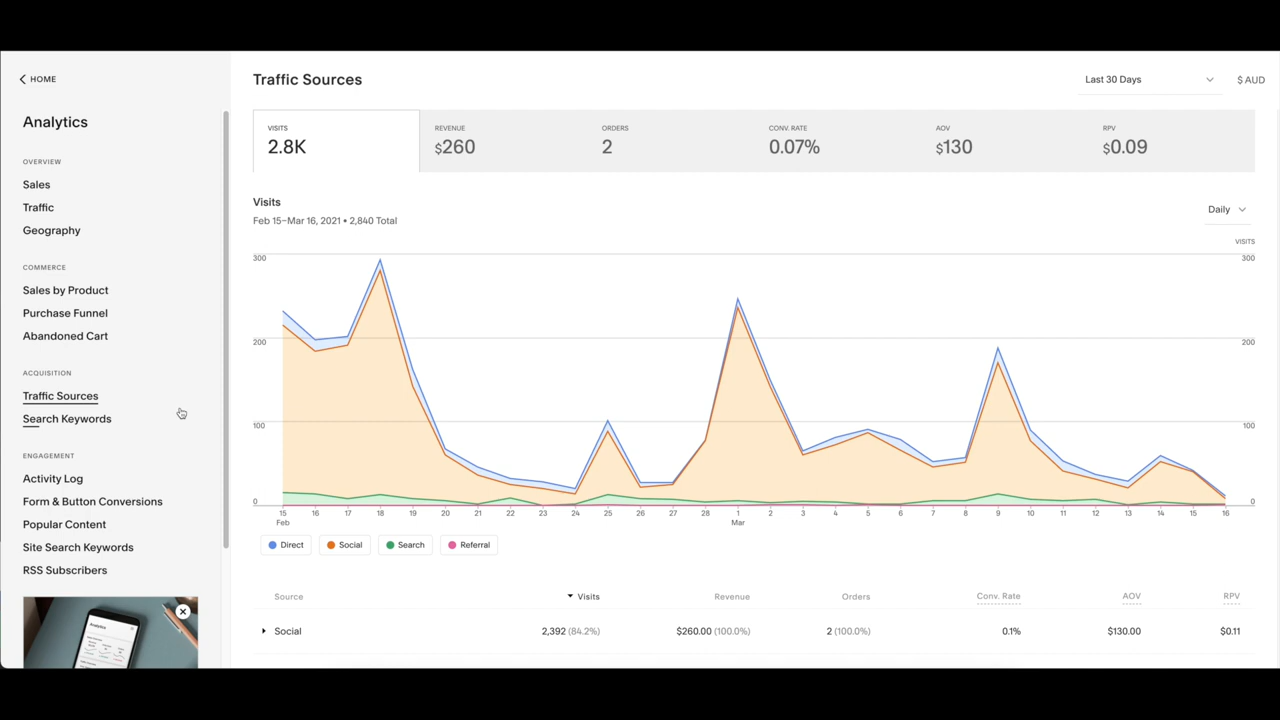 HOME
Analytics
OVERVIEW
Sales
Traffic
Geography
COMMERCE
Sales by Product
Purchase Funnel
Abandoned Cart
ACQUISITION
Traffic Sources
Search Keywords
ENGAGEMENT
Activity Log
Form & Button Conversions
Popular Content
Site Search Keywords
RSS Subscribers
Analytics
Traffic Sources
Last 30 Days
$ AUD
VISITS
2.8K
REVENUE
$260
ORDERS
2
CONV. RATE
0.07%
AOV
$130
RPV
$0.09
Visits
Feb 15–Mar 16, 2021 • 2,840 Total
Daily
VISITS
300 300
200 200
100 100
0 0
15 16 17 18 19 20 21 22 23 24 25 26 27 28 1 2 3 4 5 6 7 8 9 10 11 12 13 14 15 16
Feb Mar
Direct Social Search Referral
Source Visits Revenue Orders Conv. Rate AOV RPV
Social 2,392 (84.2%) $260.00 (100.0%) 2 (100.0%) 0.1% $130.00 $0.11